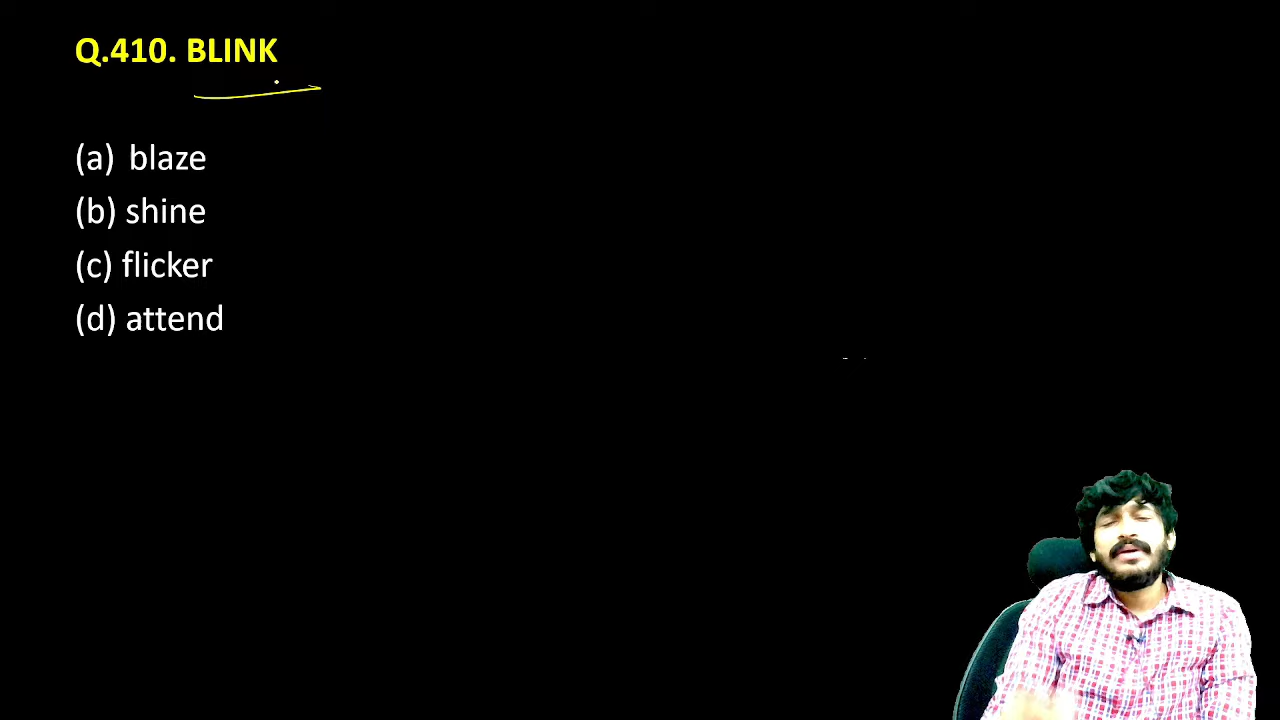 Q.410. BLINK
(a) blaze
(b) shine
(c) flicker
(d) attend